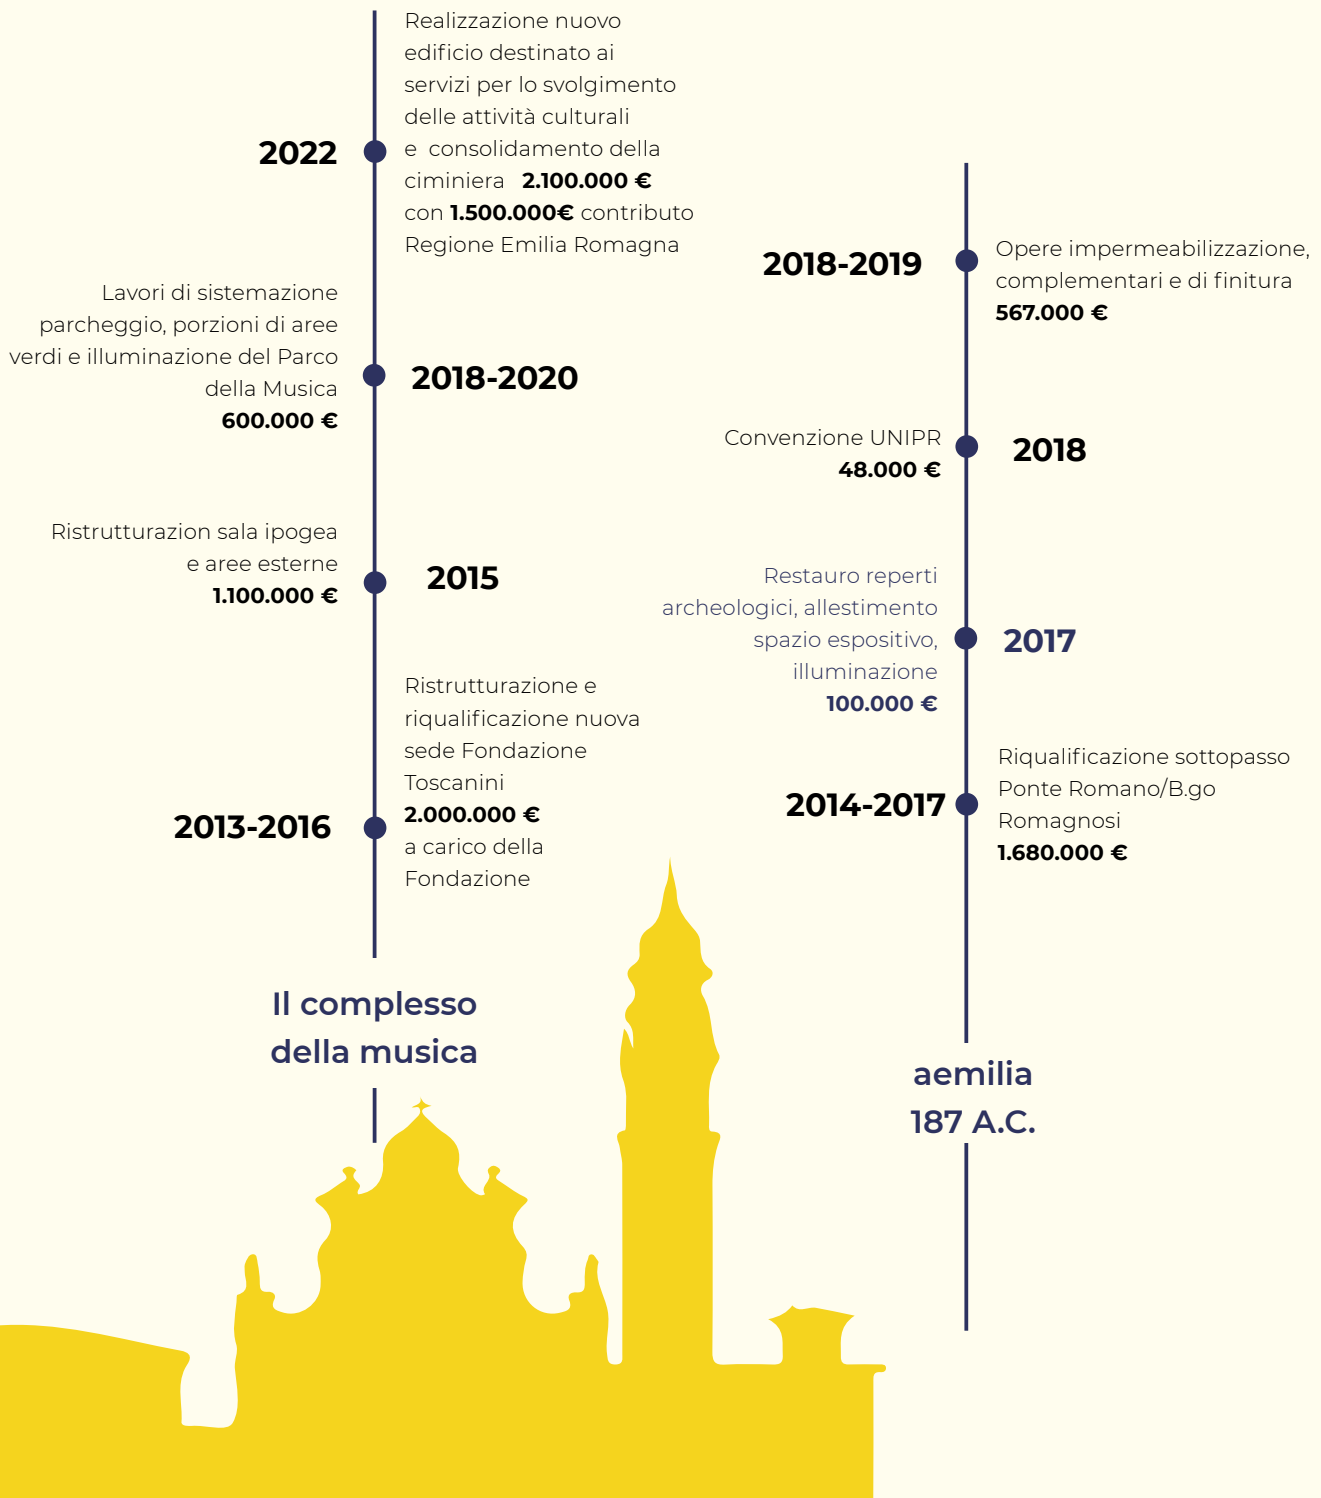 2022
Realizzazione nuovo
edificio destinato ai
servizi per lo svolgimento
delle attività culturali
e  consolidamento della
ciminiera   2.100.000 €
con 1.500.000€ contributo
Regione Emilia Romagna
Lavori di sistemazione
parcheggio, porzioni di aree
verdi e illuminazione del Parco
della Musica
600.000 €
2018-2020
Ristrutturazion sala ipogea
e aree esterne
1.100.000 €
2015
2013-2016
Ristrutturazione e
riqualificazione nuova
sede Fondazione
Toscanini
2.000.000 €
a carico della
Fondazione
Il complesso
della musica
2018-2019
Opere impermeabilizzazione,
complementari e di finitura
567.000 €
Convenzione UNIPR
48.000 €
2018
Restauro reperti
archeologici, allestimento
spazio espositivo,
illuminazione
100.000 €
2017
2014-2017
Riqualificazione sottopasso
Ponte Romano/B.go
Romagnosi
1.680.000 €
aemilia
187 A.C.